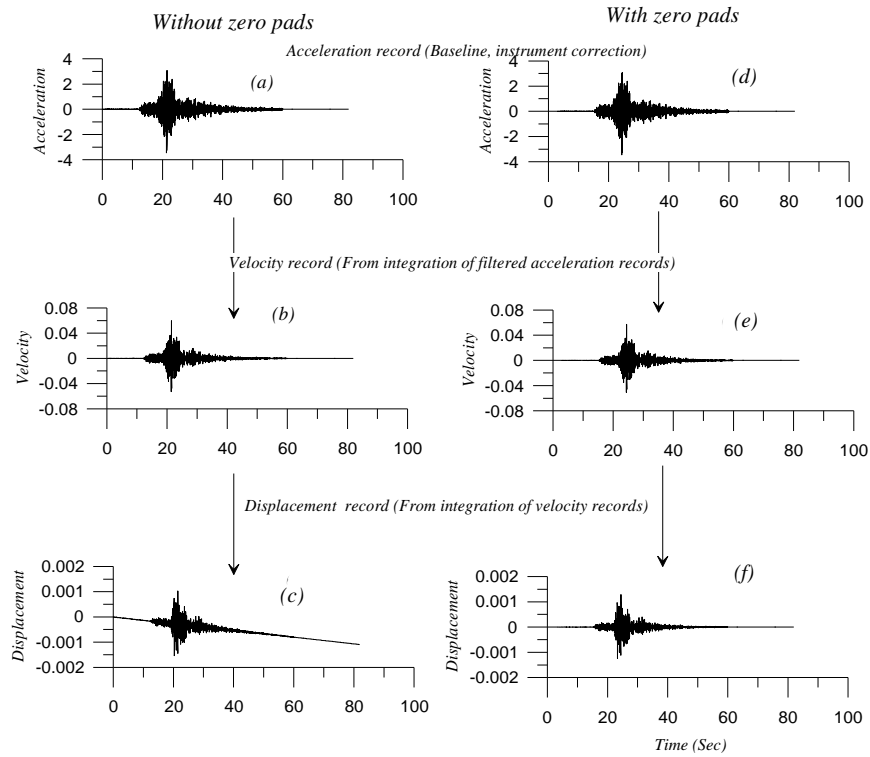 Without zero pads
With zero pads
Acceleration record (Baseline, instrument correction)
Acceleration
4
2
0
-2
-4
(a)
0 20 40 60 80 100
Acceleration
4
2
0
-2
-4
(d)
0 20 40 60 80 100
Velocity record (From integration of filtered acceleration records)
Velocity
0.08
0.04
0
-0.04
-0.08
(b)
0 20 40 60 80 100
Velocity
0.08
0.04
0
-0.04
-0.08
(e)
0 20 40 60 80 100
Displacement record (From integration of velocity records)
Displacement
0.002
0.001
0
-0.001
-0.002
(c)
0 20 40 60 80 100
Displacement
0.002
0.001
0
-0.001
-0.002
(f)
0 20 40 60 80 100
Time (Sec)